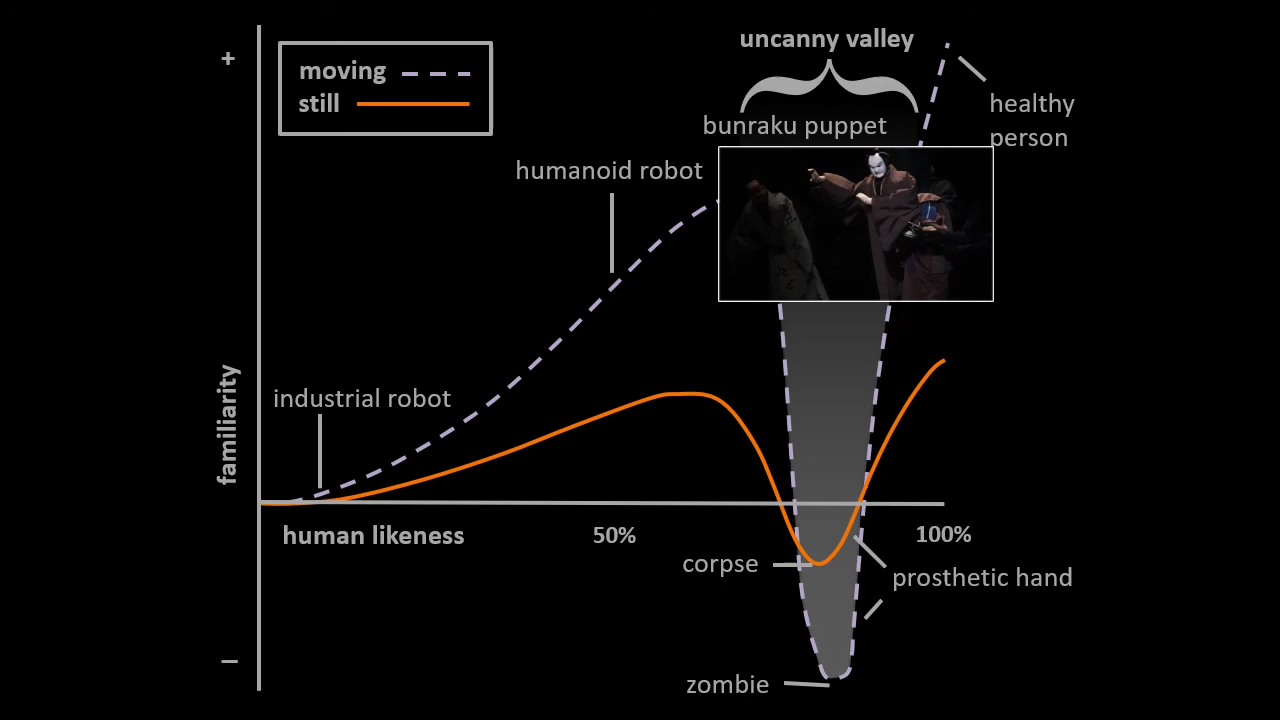 +
uncanny valley
moving
still
healthy
person
bunraku puppet
humanoid robot
familiarity
industrial robot
human likeness
50%
100%
corpse
prosthetic hand
–
zombie